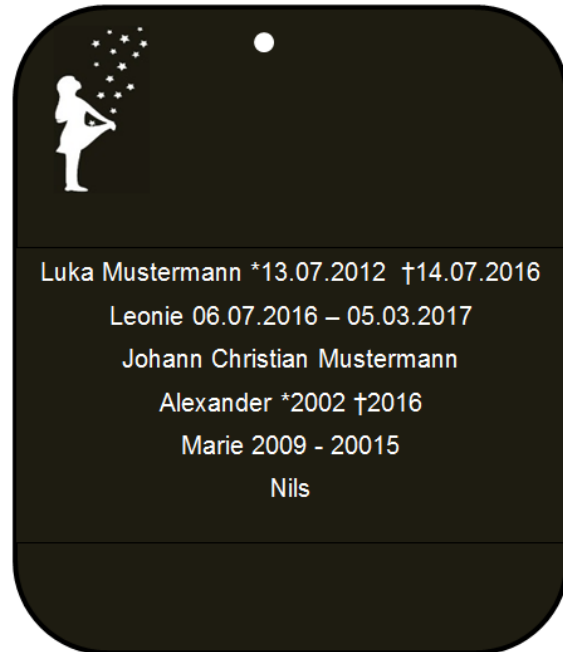 Luka Mustermann *13.07.2012 †14.07.2016
Leonie 06.07.2016 – 05.03.2017
Johann Christian Mustermann
Alexander *2002 †2016
Marie 2009 - 20015
Nils